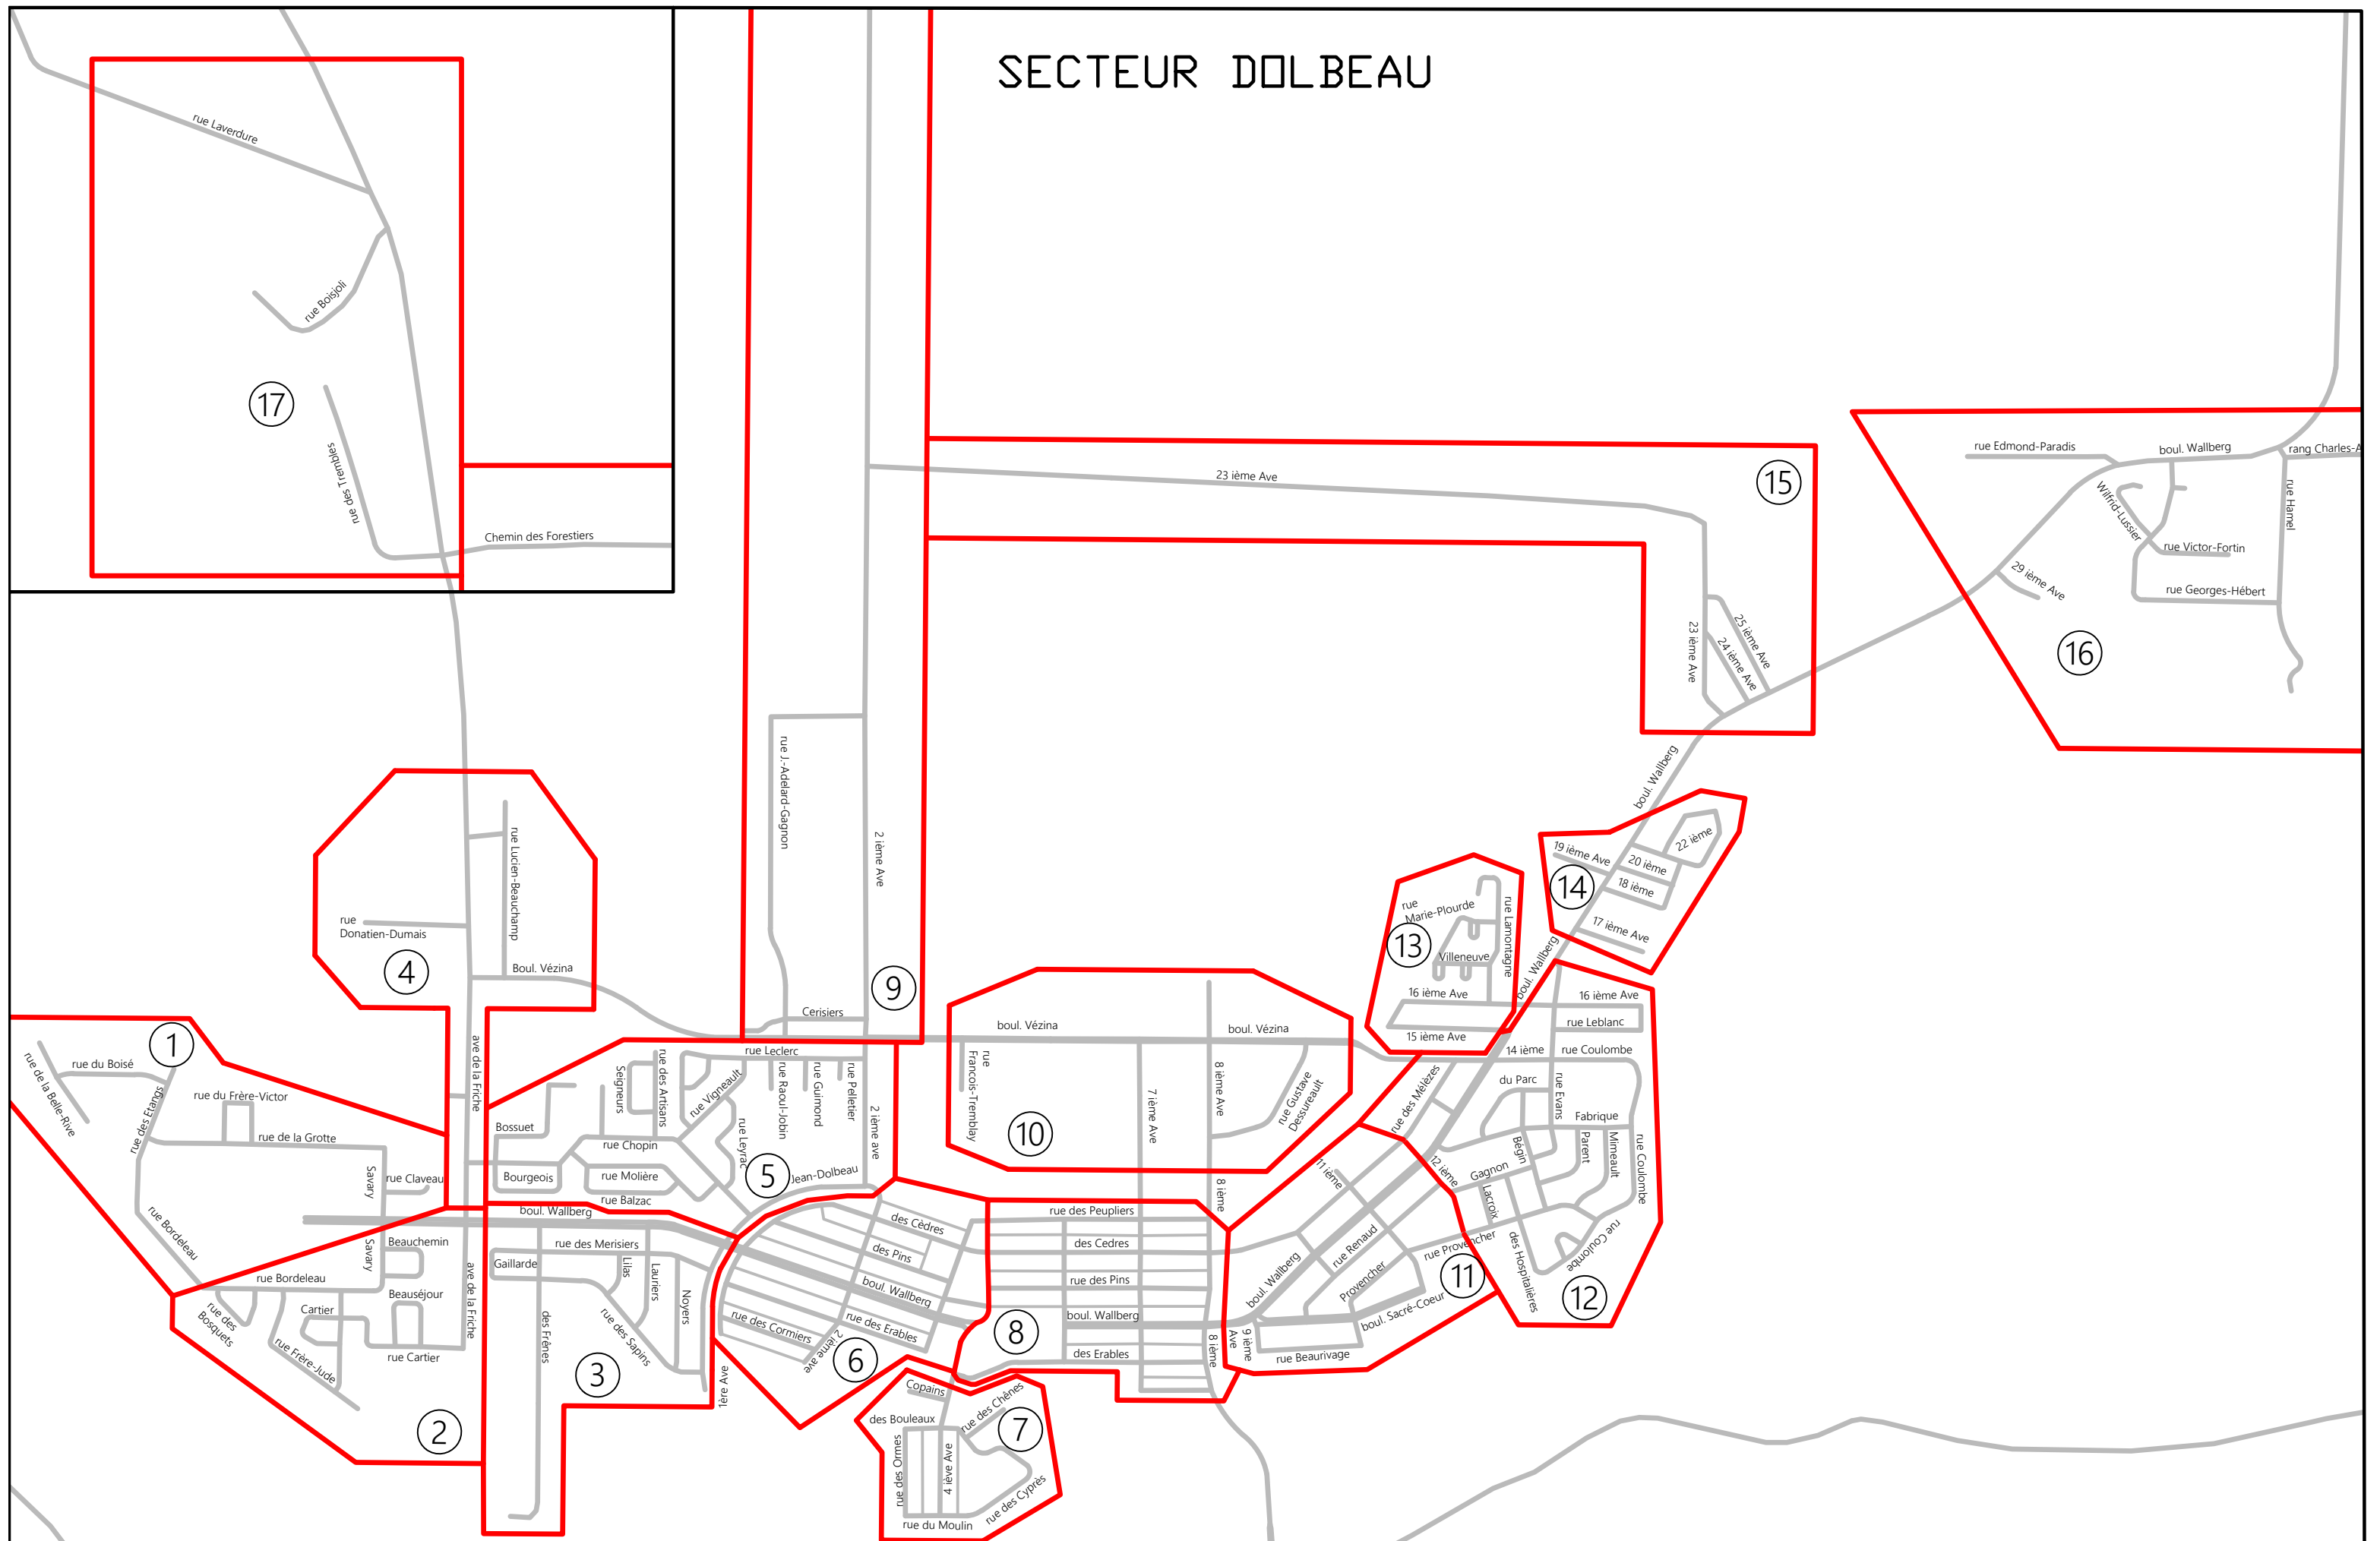 SECTEUR DOLBEAU
rue Laverdure
rue Boisjoli
17
rue des Trembles
Chemin des Forestiers
23 ième Ave
15
23 ième Ave
24 ième Ave
25 ième Ave
rue Edmond-Paradis
boul. Wallberg
rang Charles-A
Wilfrid-Lussier
rue Hamel
rue Victor-Fortin
29 ième Ave
rue Georges-Hébert
16
boul. Wallberg
rue J.-Adelard-Gagnon
2 ième Ave
9
Cerisiers
rue Lucien-Beauchamp
rue
Donatien-Dumais
4
Boul. Vézina
ave de la Friche
1
rue du Boisé
rue de la Belle-Rive
rue des Etangs
rue du Frère-Victor
rue de la Grotte
Savary
rue Claveau
rue Bordeleau
rue Bordeleau
Savary
Beauchemin
Beauséjour
rue des
Bosquets
Cartier
rue Frère-Jude
rue Cartier
ave de la Friche
2
boul. Wallberg
rue des Merisiers
Gaillarde
Lilas
Lauriers
Noyers
rue des Sapins
des Frênes
3
1ère Ave
rue Leclerc
rue des Artisans
Seigneurs
rue Vigneault
rue Raoul-Jobin
rue Guimond
rue Pelletier
2 ième ave
rue Leyrac
Bossuet
rue Chopin
Bourgeois
rue Molière
rue Balzac
5
Jean-Dolbeau
des Cèdres
des Pins
boul. Wallberg
rue des Erables
rue des Cormiers
2 ième ave
6
Copains
des Bouleaux
rue des Chênes
7
rue des Ormes
4 ième Ave
rue des Cyprès
rue du Moulin
boul. Vézina
boul. Vézina
rue
Francois-Tremblay
7 ième Ave
8 ième Ave
rue Gustave
Dessureault
10
8 ième
rue des Peupliers
des Cedres
rue des Pins
boul. Wallberg
des Erables
8
8 ième
9 ième
Ave
rue Beaurivage
boul. Sacré-Coeur
boul. Wallberg
rue Renaud
Provencher
rue Provencher
11 ième
11
rue des Mélèzes
12 ième
rue
Marie-Plourde
rue Lamontagne
13
Villeneuve
16 ième Ave
15 ième Ave
boul. Wallberg
19 ième Ave
20 ième
22 ième
18 ième
17 ième Ave
14
16 ième Ave
rue Leblanc
14 ième
rue Coulombe
du Parc
rue Evans
Fabrique
Bégin
Parent
Mimeault
rue Coulombe
Gagnon
Lacroix
des Hospitalières
rue Coulombe
12